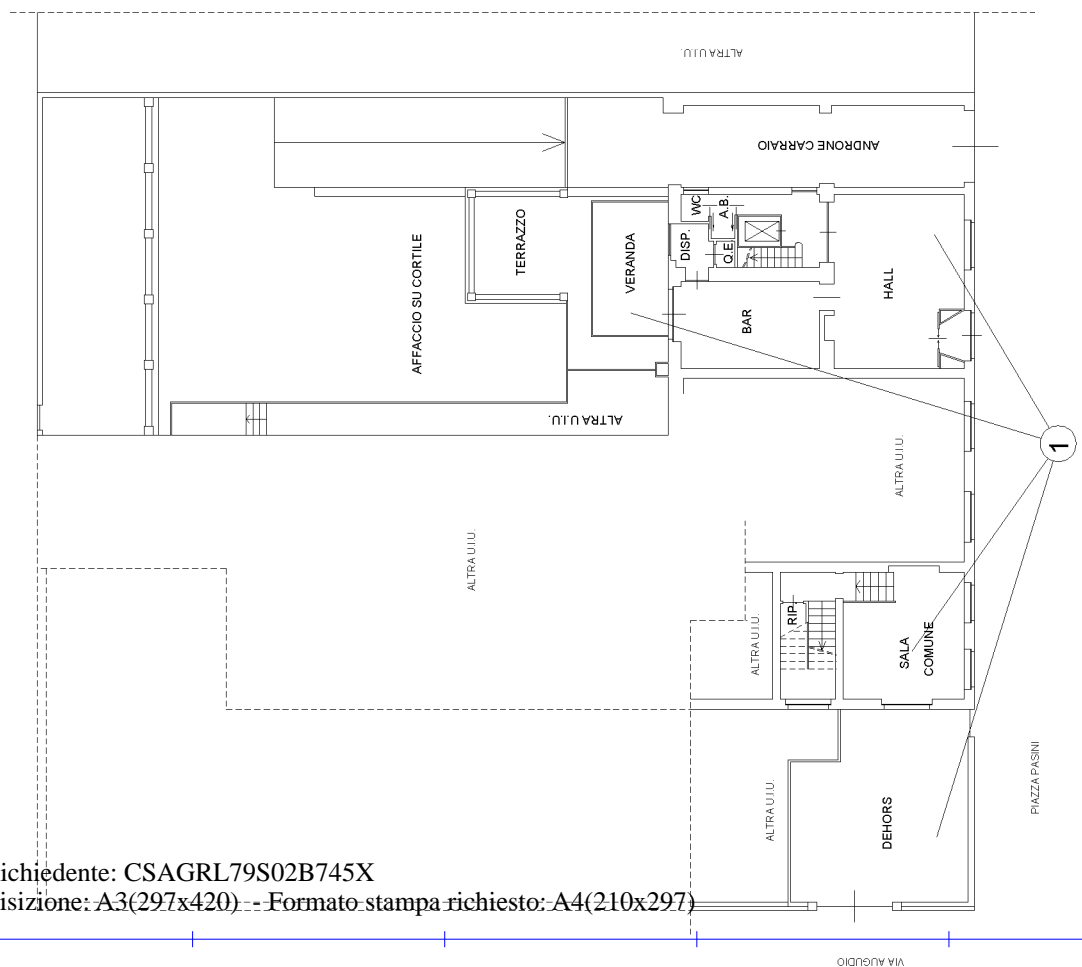 ALTRA U.I.U.
ANDRONE CARRAIO
WC
A.B.
DISP.
Q.E
TERRAZZO
VERANDA
AFFACCIO SU CORTILE
BAR
HALL
ALTRA U.I.U.
1
ALTRA U.I.U.
ALTRA U.I.U.
RIP.
ALTRA U.I.U.
SALA
COMUNE
ALTRA U.I.U.
DEHORS
PIAZZA PASINI
ichiedente: CSAGRL79S02B745X
isizione: A3(297x420) - Formato stampa richiesto: A4(210x297)
VIA AUGUDIO